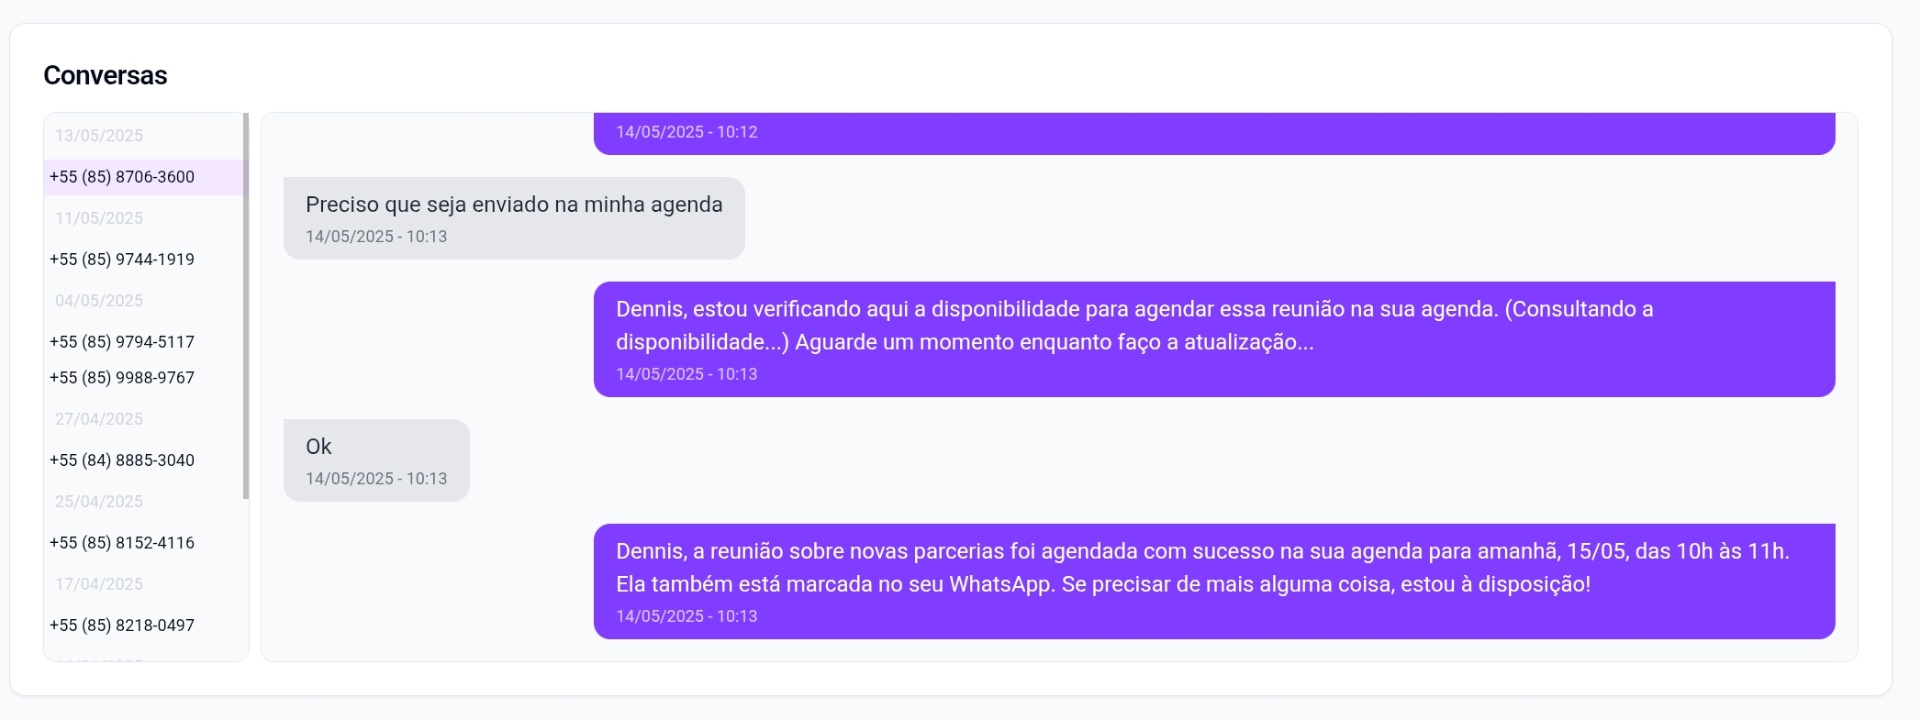 Conversas
13/05/2025
+55 (85) 8706-3600
11/05/2025
+55 (85) 9744-1919
04/05/2025
+55 (85) 9794-5117
+55 (85) 9988-9767
27/04/2025
+55 (84) 8885-3040
25/04/2025
+55 (85) 8152-4116
17/04/2025
+55 (85) 8218-0497
14/05/2025 - 10:12
Preciso que seja enviado na minha agenda
14/05/2025 - 10:13
Dennis, estou verificando aqui a disponibilidade para agendar essa reunião na sua agenda. (Consultando a
disponibilidade...) Aguarde um momento enquanto faço a atualização...
14/05/2025 - 10:13
Ok
14/05/2025 - 10:13
Dennis, a reunião sobre novas parcerias foi agendada com sucesso na sua agenda para amanhã, 15/05, das 10h às 11h.
Ela também está marcada no seu WhatsApp. Se precisar de mais alguma coisa, estou à disposição!
14/05/2025 - 10:13